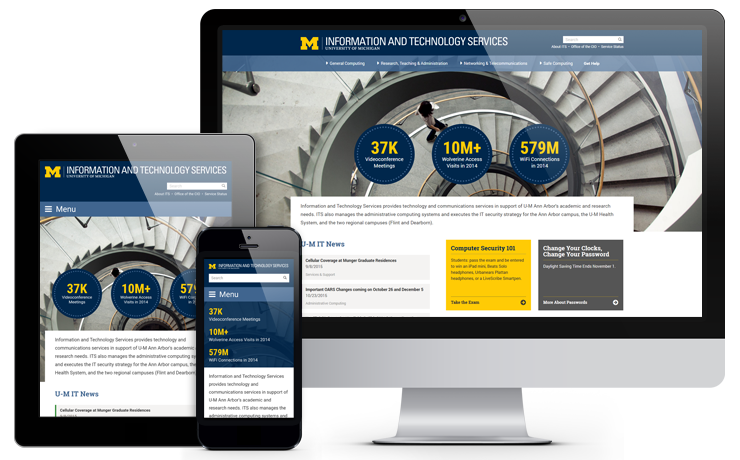 M INFORMATION AND TECHNOLOGY SERVICES
UNIVERSITY OF MICHIGAN
Search
About ITS • Office of the CIO • Service Status
General Computing
Research, Teaching & Administration
Networking & Telecommunications
Safe Computing
Get Help
37K
Videoconference
Meetings
10M+
Wolverine Access
Visits in 2014
579M
WiFi Connections
in 2014
Information and Technology Services provides technology and communications services in support of U-M Ann Arbor's academic and research
needs. ITS also manages the administrative computing systems and executes the IT security strategy for the Ann Arbor campus, the U-M Health
System, and the two regional campuses (Flint and Dearborn).
U-M IT News
Cellular Coverage at Munger Graduate Residences
9/8/2015
Services & Support
Important OARS Changes coming on October 26 and December 5
10/23/2015
Administrative Computing
Computer Security 101
Students: pass the exam and be entered
to win an iPad mini, Beats Solo
headphones, Urbanears Plattan
headphones, or a LiveScribe Smartpen.
Take the Exam
Change Your Clocks,
Change Your Password
Daylight Saving Time Ends November 1.
More About Passwords
M INFORMATION AND TECHNOLOGY SERVICES
UNIVERSITY OF MICHIGAN
Search
About ITS • Office of the CIO • Service Status
Menu
37K
Videoconference
Meetings
10M+
Wolverine Access
Visits in 2014
579
WiFi Co
in
Information and Technology Services provides technology and
communications services in support of U-M Ann Arbor's academic and
research needs. ITS also manages the administrative computing
systems and executes the IT security strategy for the Ann Arbor campus, the U-M Health
System, and the two regional campuses (Flint and Dearborn).
U-M IT News
Cellular Coverage at Munger Graduate Residences
M INFORMATION AND TECHNOLOGY SERVICES
UNIVERSITY OF MICHIGAN
Search
Menu
37K
Videoconference Meetings
10M+
Wolverine Access Visits in 2014
579M
WiFi Connections in 2014
Information and Technology Services
provides technology and
communications services in support of
U-M Ann Arbor's academic and
research needs. ITS also manages the
administrative computing systems and